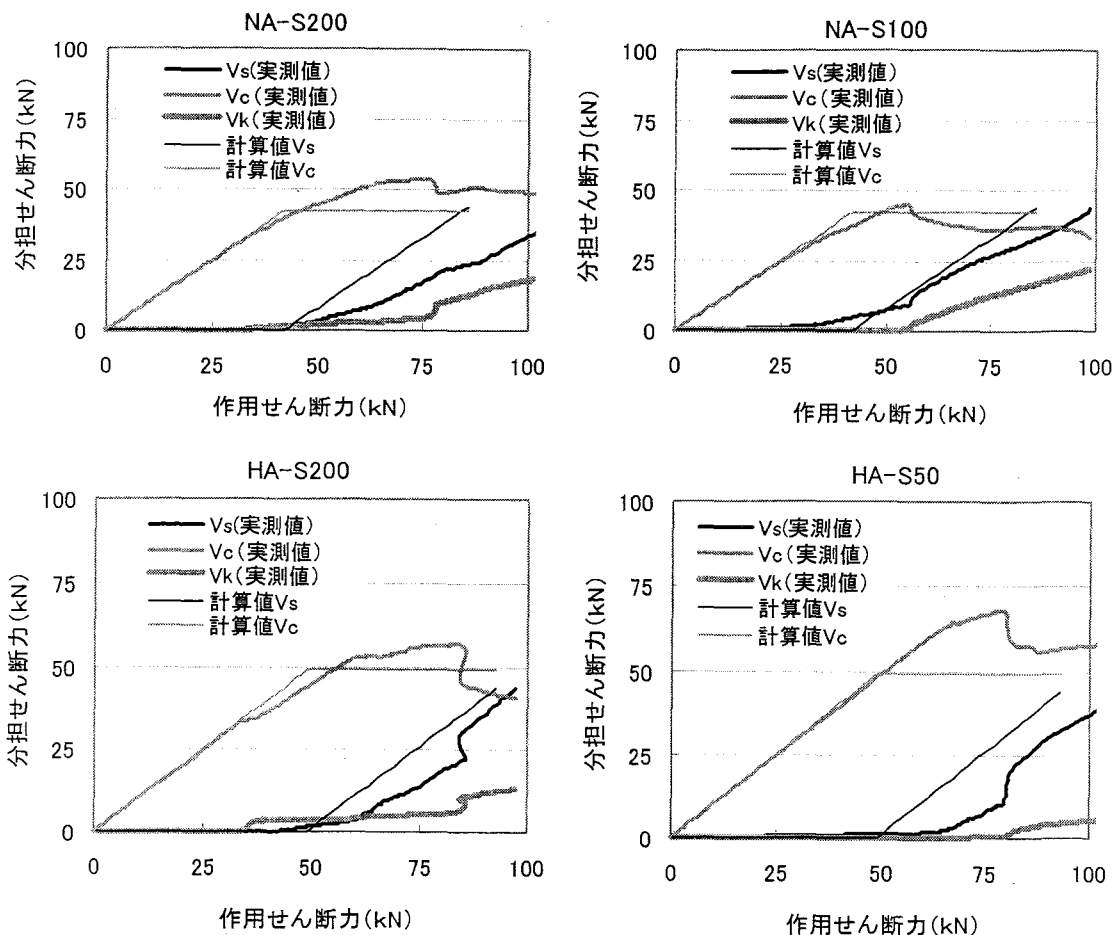 NA-S200
分担せん断力(kN)
100
75
50
25
0
Vs(実測値)
Vc(実測値)
Vk(実測値)
計算値Vs
計算値Vc
0 25 50 75 100
作用せん断力(kN)
NA-S100
分担せん断力(kN)
100
75
50
25
0
Vs(実測値)
Vc(実測値)
Vk(実測値)
計算値Vs
計算値Vc
0 25 50 75 100
作用せん断力(kN)
HA-S200
分担せん断力(kN)
100
75
50
25
0
Vs(実測値)
Vc(実測値)
Vk(実測値)
計算値Vs
計算値Vc
0 25 50 75 100
作用せん断力(kN)
HA-S50
分担せん断力(kN)
100
75
50
25
0
Vs(実測値)
Vc(実測値)
Vk(実測値)
計算値Vs
計算値Vc
0 25 50 75 100
作用せん断力(kN)